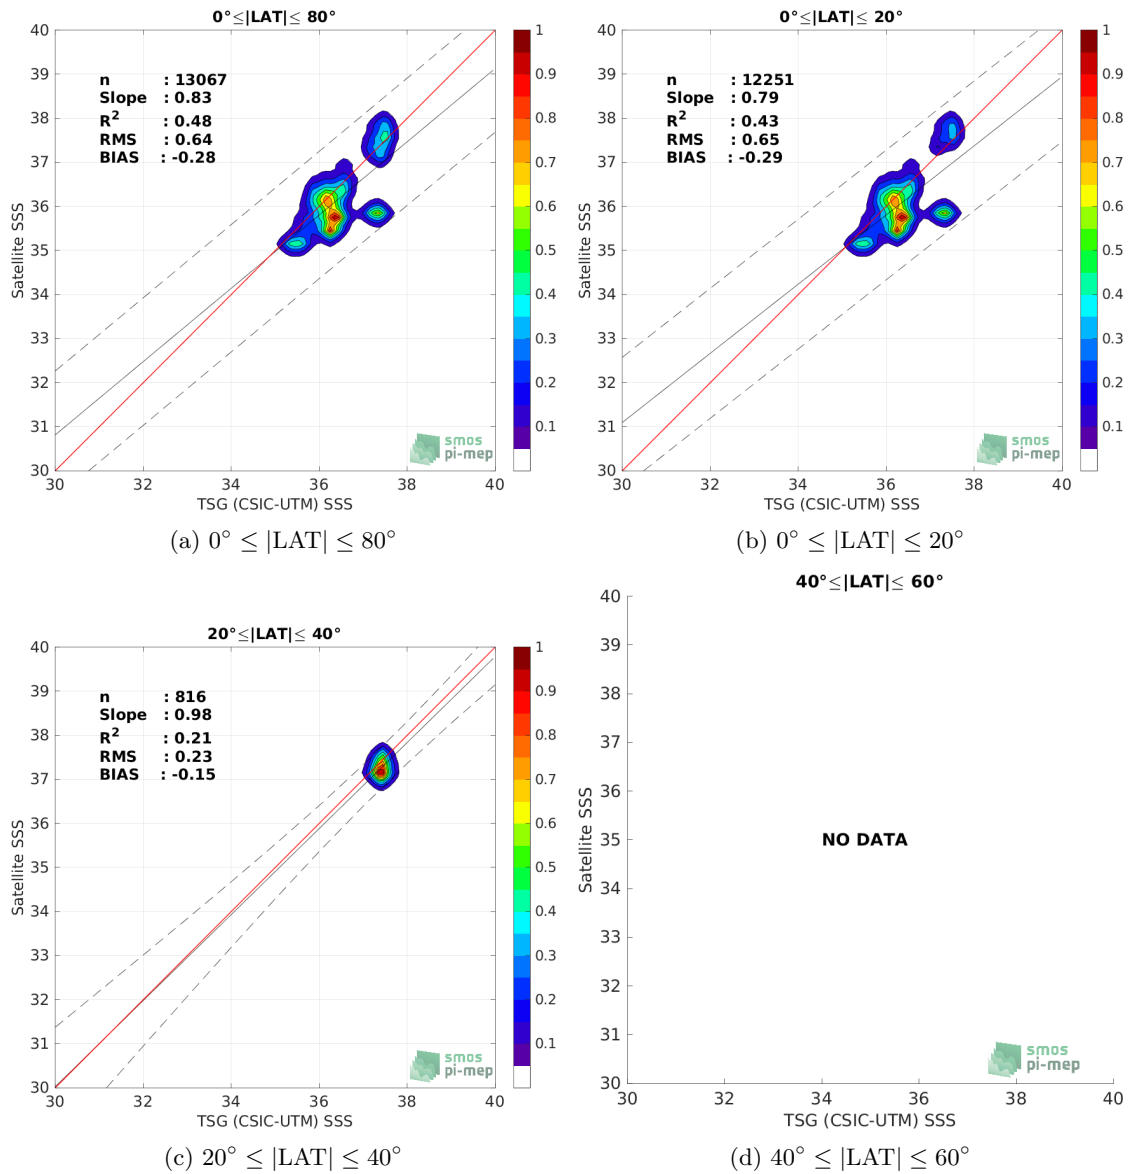 0°≤|LAT|≤ 80°
n : 13067
Slope : 0.83
R2 : 0.48
RMS : 0.64
BIAS : -0.28
40
39
38
37
36
35
34
33
32
31
30
30 32 34 36 38 40
Satellite SSS
TSG (CSIC-UTM) SSS
1
0.9
0.8
0.7
0.6
0.5
0.4
0.3
0.2
0.1
smos
pi-mep
(a) 0° ≤ |LAT| ≤ 80°
0°≤|LAT|≤ 20°
n : 12251
Slope : 0.79
R2 : 0.43
RMS : 0.65
BIAS : -0.29
40
39
38
37
36
35
34
33
32
31
30
30 32 34 36 38 40
Satellite SSS
TSG (CSIC-UTM) SSS
1
0.9
0.8
0.7
0.6
0.5
0.4
0.3
0.2
0.1
smos
pi-mep
(b) 0° ≤ |LAT| ≤ 20°
20°≤|LAT|≤ 40°
n : 816
Slope : 0.98
R2 : 0.21
RMS : 0.23
BIAS : -0.15
40
39
38
37
36
35
34
33
32
31
30
30 32 34 36 38 40
Satellite SSS
TSG (CSIC-UTM) SSS
1
0.9
0.8
0.7
0.6
0.5
0.4
0.3
0.2
0.1
smos
pi-mep
(c) 20° ≤ |LAT| ≤ 40°
40°≤|LAT|≤ 60°
40
39
38
37
36
35
34
33
32
31
30
30 32 34 36 38 40
Satellite SSS
NO DATA
TSG (CSIC-UTM) SSS
smos
pi-mep
(d) 40° ≤ |LAT| ≤ 60°